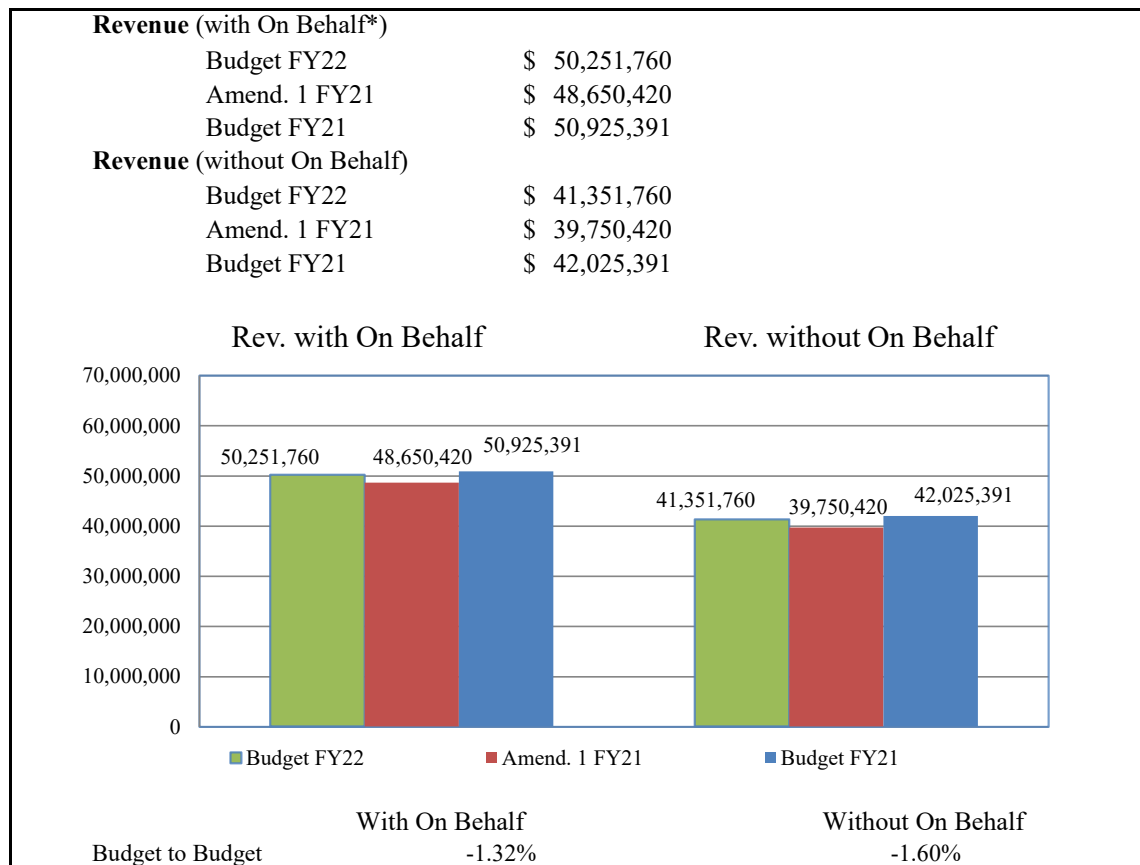 Revenue (with On Behalf*)
Budget FY22 $ 50,251,760
Amend. 1 FY21 $ 48,650,420
Budget FY21 $ 50,925,391
Revenue (without On Behalf)
Budget FY22 $ 41,351,760
Amend. 1 FY21 $ 39,750,420
Budget FY21 $ 42,025,391
Rev. with On Behalf Rev. without On Behalf
70,000,000
60,000,000
50,000,000
40,000,000
30,000,000
20,000,000
10,000,000
0
50,251,760 48,650,420 50,925,391
41,351,760 39,750,420 42,025,391
Budget FY22 Amend. 1 FY21 Budget FY21
With On Behalf Without On Behalf
Budget to Budget -1.32% -1.60%